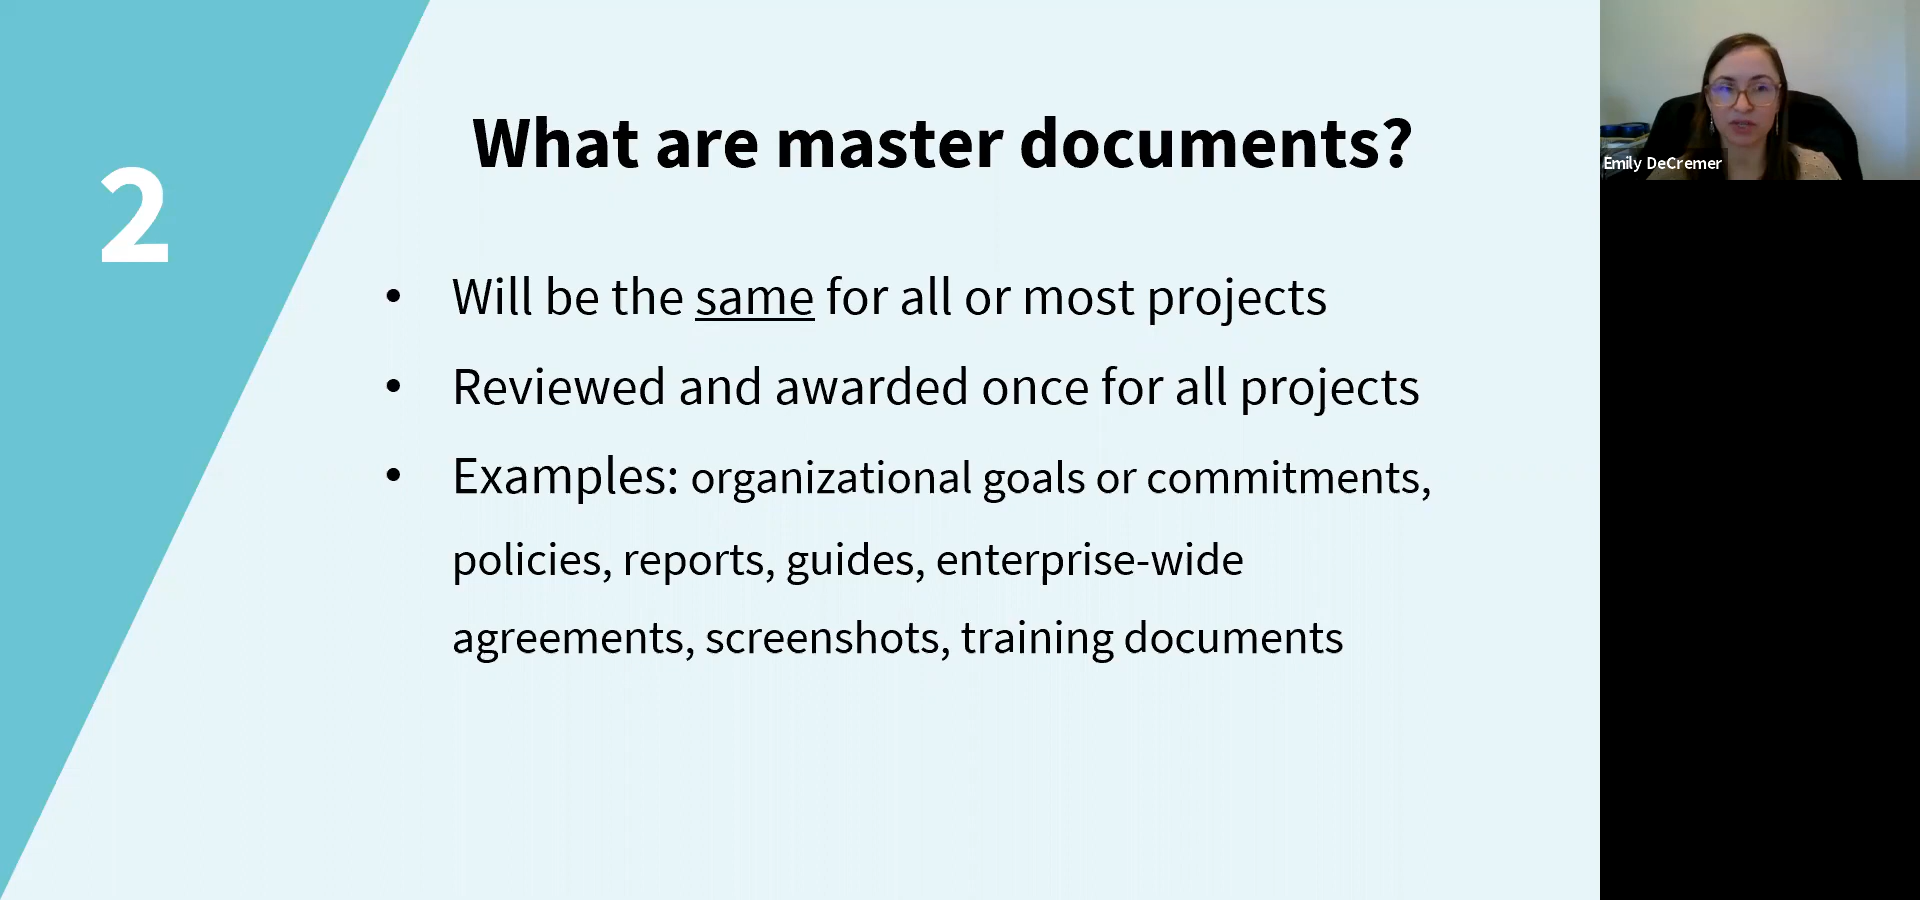 2
What are master documents?
• Will be the same for all or most projects
• Reviewed and awarded once for all projects
• Examples: organizational goals or commitments,
policies, reports, guides, enterprise-wide
agreements, screenshots, training documents
Emily DeCremer